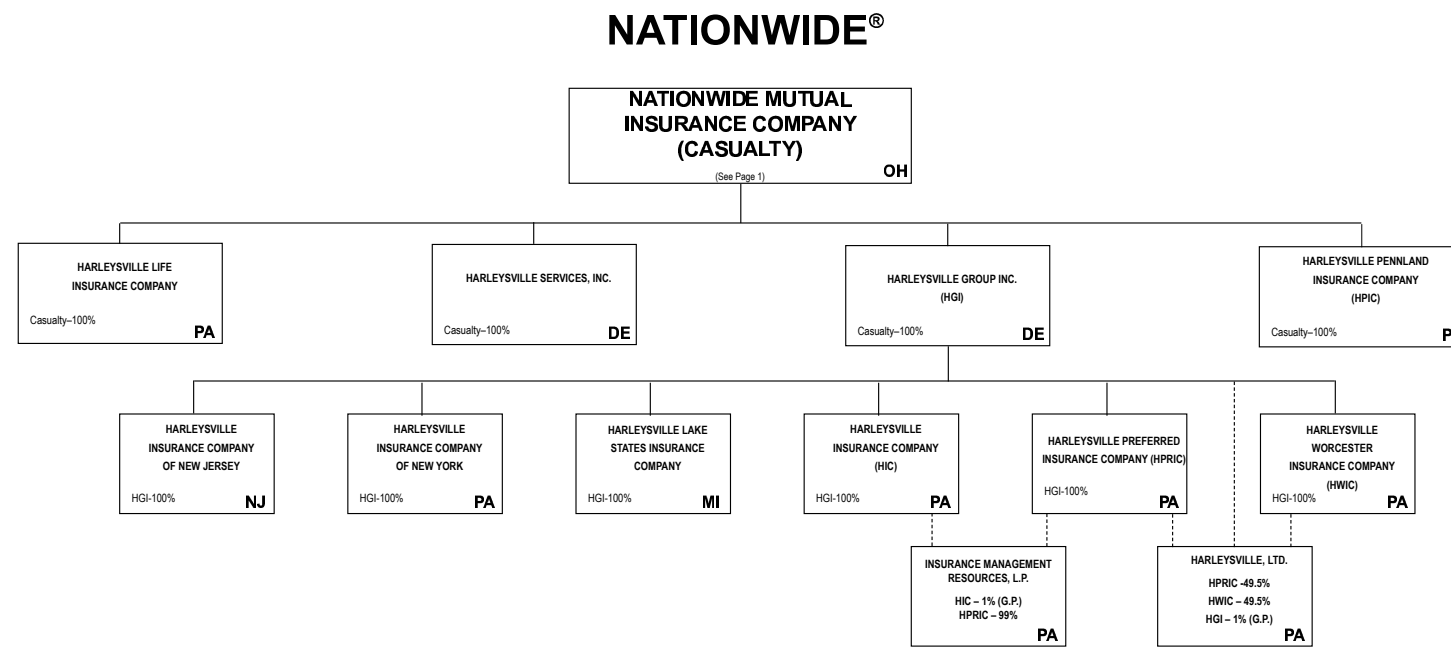 NATIONWIDE®
NATIONWIDE MUTUAL
INSURANCE COMPANY
(CASUALTY)
(See Page 1)
OH
HARLEYSVILLE LIFE
INSURANCE COMPANY
Casualty–100%
PA
HARLEYSVILLE SERVICES, INC.
Casualty–100%
DE
HARLEYSVILLE GROUP INC.
(HGI)
Casualty–100%
DE
HARLEYSVILLE PENNLAND
INSURANCE COMPANY
(HPIC)
Casualty–100%
P
HARLEYSVILLE
INSURANCE COMPANY
OF NEW JERSEY
HGI-100%
NJ
HARLEYSVILLE
INSURANCE COMPANY
OF NEW YORK
HGI-100%
PA
HARLEYSVILLE LAKE
STATES INSURANCE
COMPANY
HGI-100%
MI
HARLEYSVILLE
INSURANCE COMPANY
(HIC)
HGI-100%
PA
HARLEYSVILLE PREFERRED
INSURANCE COMPANY (HPRIC)
HGI-100%
PA
HARLEYSVILLE
WORCESTER
INSURANCE COMPANY
(HWIC)
HGI-100%
PA
INSURANCE MANAGEMENT
RESOURCES, L.P.
HIC – 1% (G.P.)
HPRIC – 99%
PA
HARLEYSVILLE, LTD.
HPRIC -49.5%
HWIC – 49.5%
HGI – 1% (G.P.)
PA